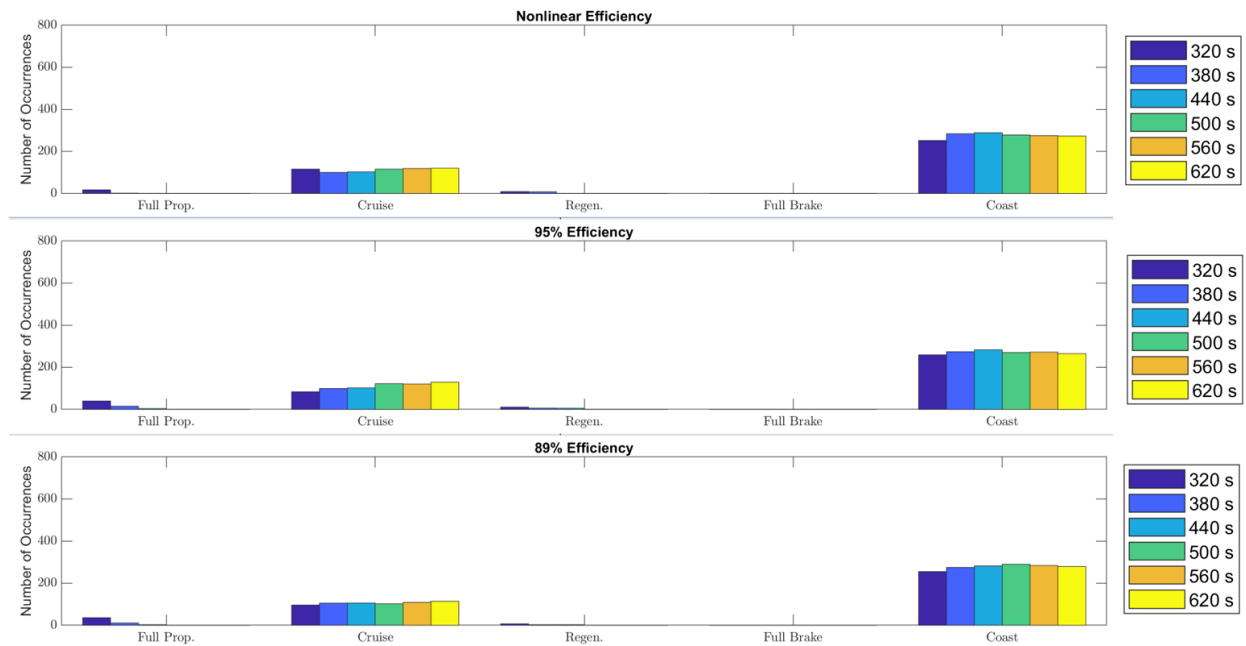 Nonlinear Efficiency
800
600
400
200
0
Number of Occurrences
Full Prop. Cruise Regen. Full Brake Coast
320 s
380 s
440 s
500 s
560 s
620 s
95% Efficiency
800
600
400
200
0
Number of Occurrences
Full Prop. Cruise Regen. Full Brake Coast
320 s
380 s
440 s
500 s
560 s
620 s
89% Efficiency
800
600
400
200
0
Number of Occurrences
Full Prop. Cruise Regen. Full Brake Coast
320 s
380 s
440 s
500 s
560 s
620 s